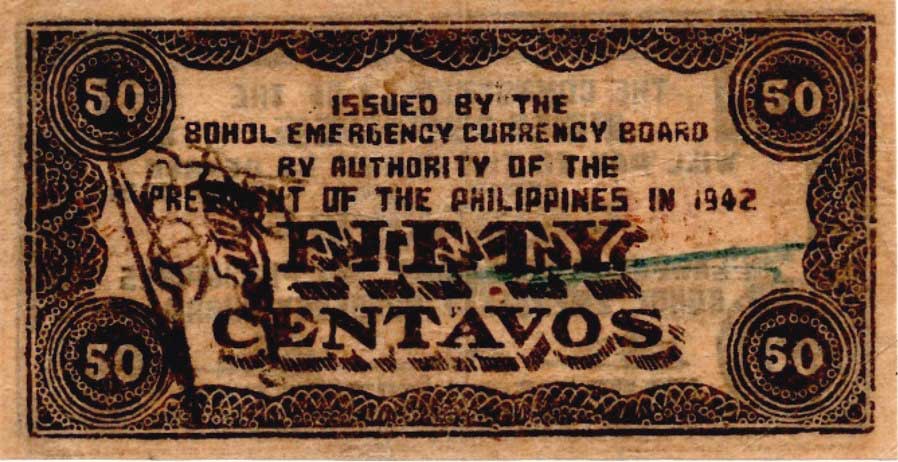 50 50
ISSUED BY THE
BOHOL EMERGENCY CURRENCY BOARD
BY AUTHORITY OF THE
PRESIDENT OF THE PHILIPPINES IN 1942
FIFTY
CENTAVOS
50 50